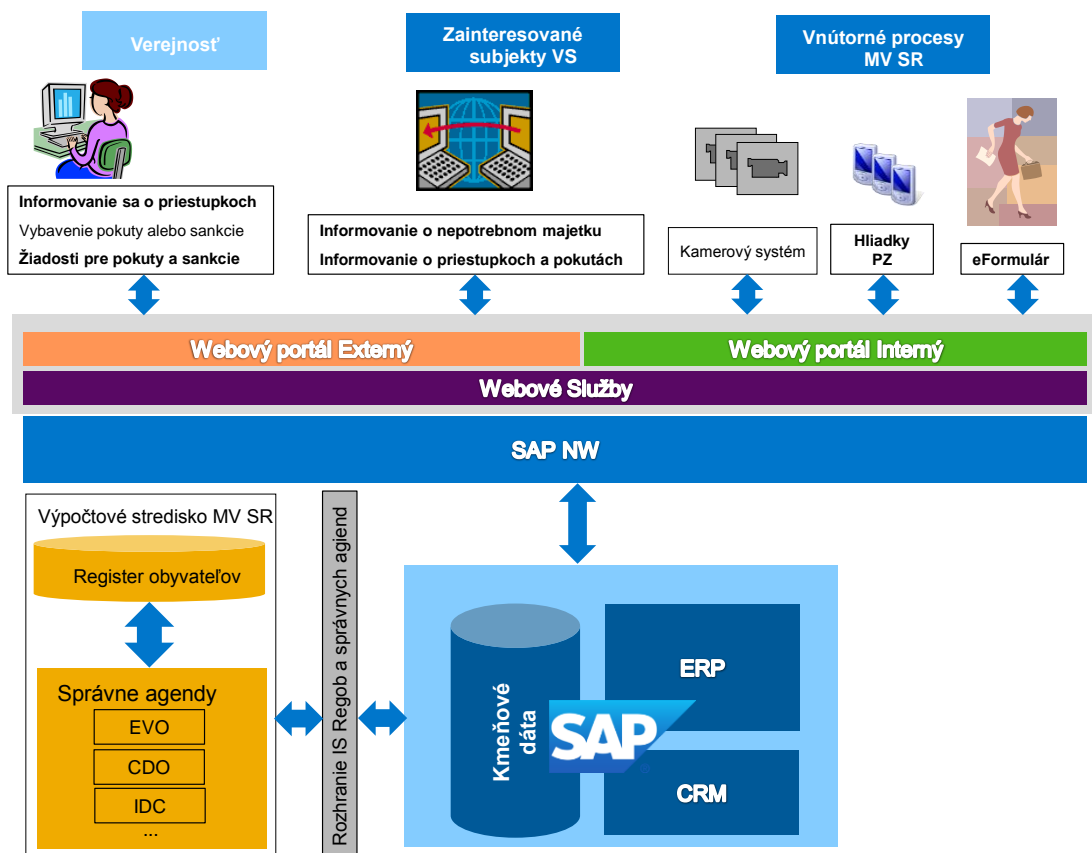 Verejnosť
Zainteresované
subjekty VS
Vnútorné procesy
MV SR
Informovanie sa o priestupkoch
Vybavenie pokuty alebo sankcie
Žiadosti pre pokuty a sankcie
Informovanie o nepotrebnom majetku
Informovanie o priestupkoch a pokutách
Kamerový systém
Hliadky
PZ
eFormulár
Webový portál Externý
Webový portál Interný
Webové Služby
SAP NW
Výpočtové stredisko MV SR
Register obyvateľov
Správne agendy
EVO
CDO
IDC
...
Rozhranie IS Regob a správnych agiend
Kmeňové
dáta
SAP
®
ERP
CRM